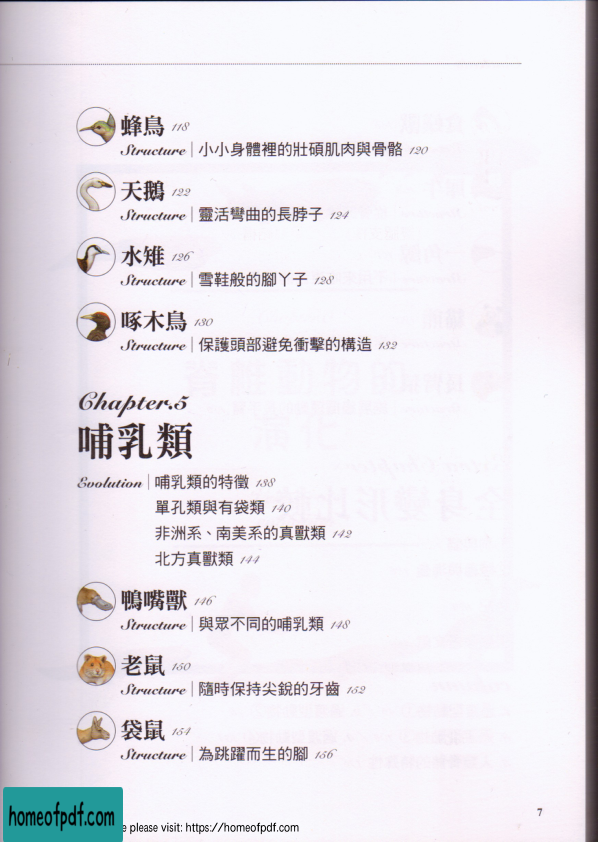 蜂鳥 118
Structure | 小小身體裡的壯碩肌肉與骨骼 120
天鵝 122
Structure | 靈活彎曲的長脖子 124
水雉 126
Structure | 雪鞋般的腳丫子 128
啄木鳥 130
Structure | 保護頭部避免衝擊的構造 132
Chapter.5
哺乳類
Evolution | 哺乳類的特徵 138
單孔類與有袋類 140
非洲系、南美系的真獸類 142
北方真獸類 144
鴨嘴獸 146
Structure | 與眾不同的哺乳類 148
老鼠 150
Structure | 隨時保持尖銳的牙齒 152
袋鼠 154
Structure | 為跳躍而生的腳 156
7
homeofpdf.com
e please visit: https://homeofpdf.com